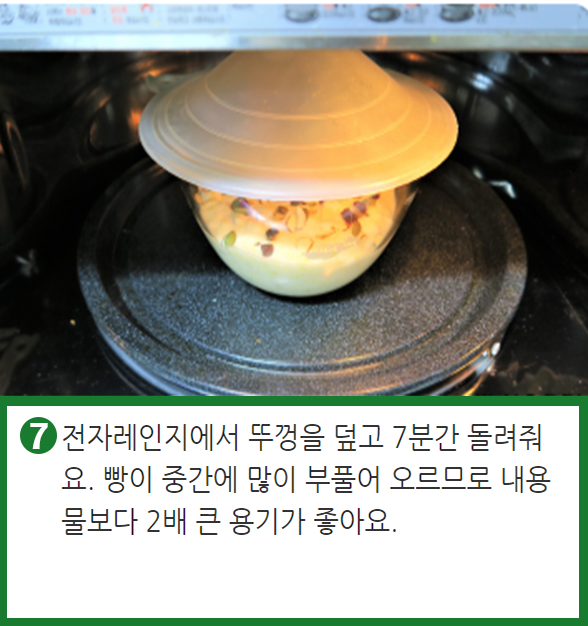 7 전자레인지에서 뚜껑을 덮고 7분간 돌려줘
요. 빵이 중간에 많이 부풀어 오르므로 내용
물보다 2배 큰 용기가 좋아요.